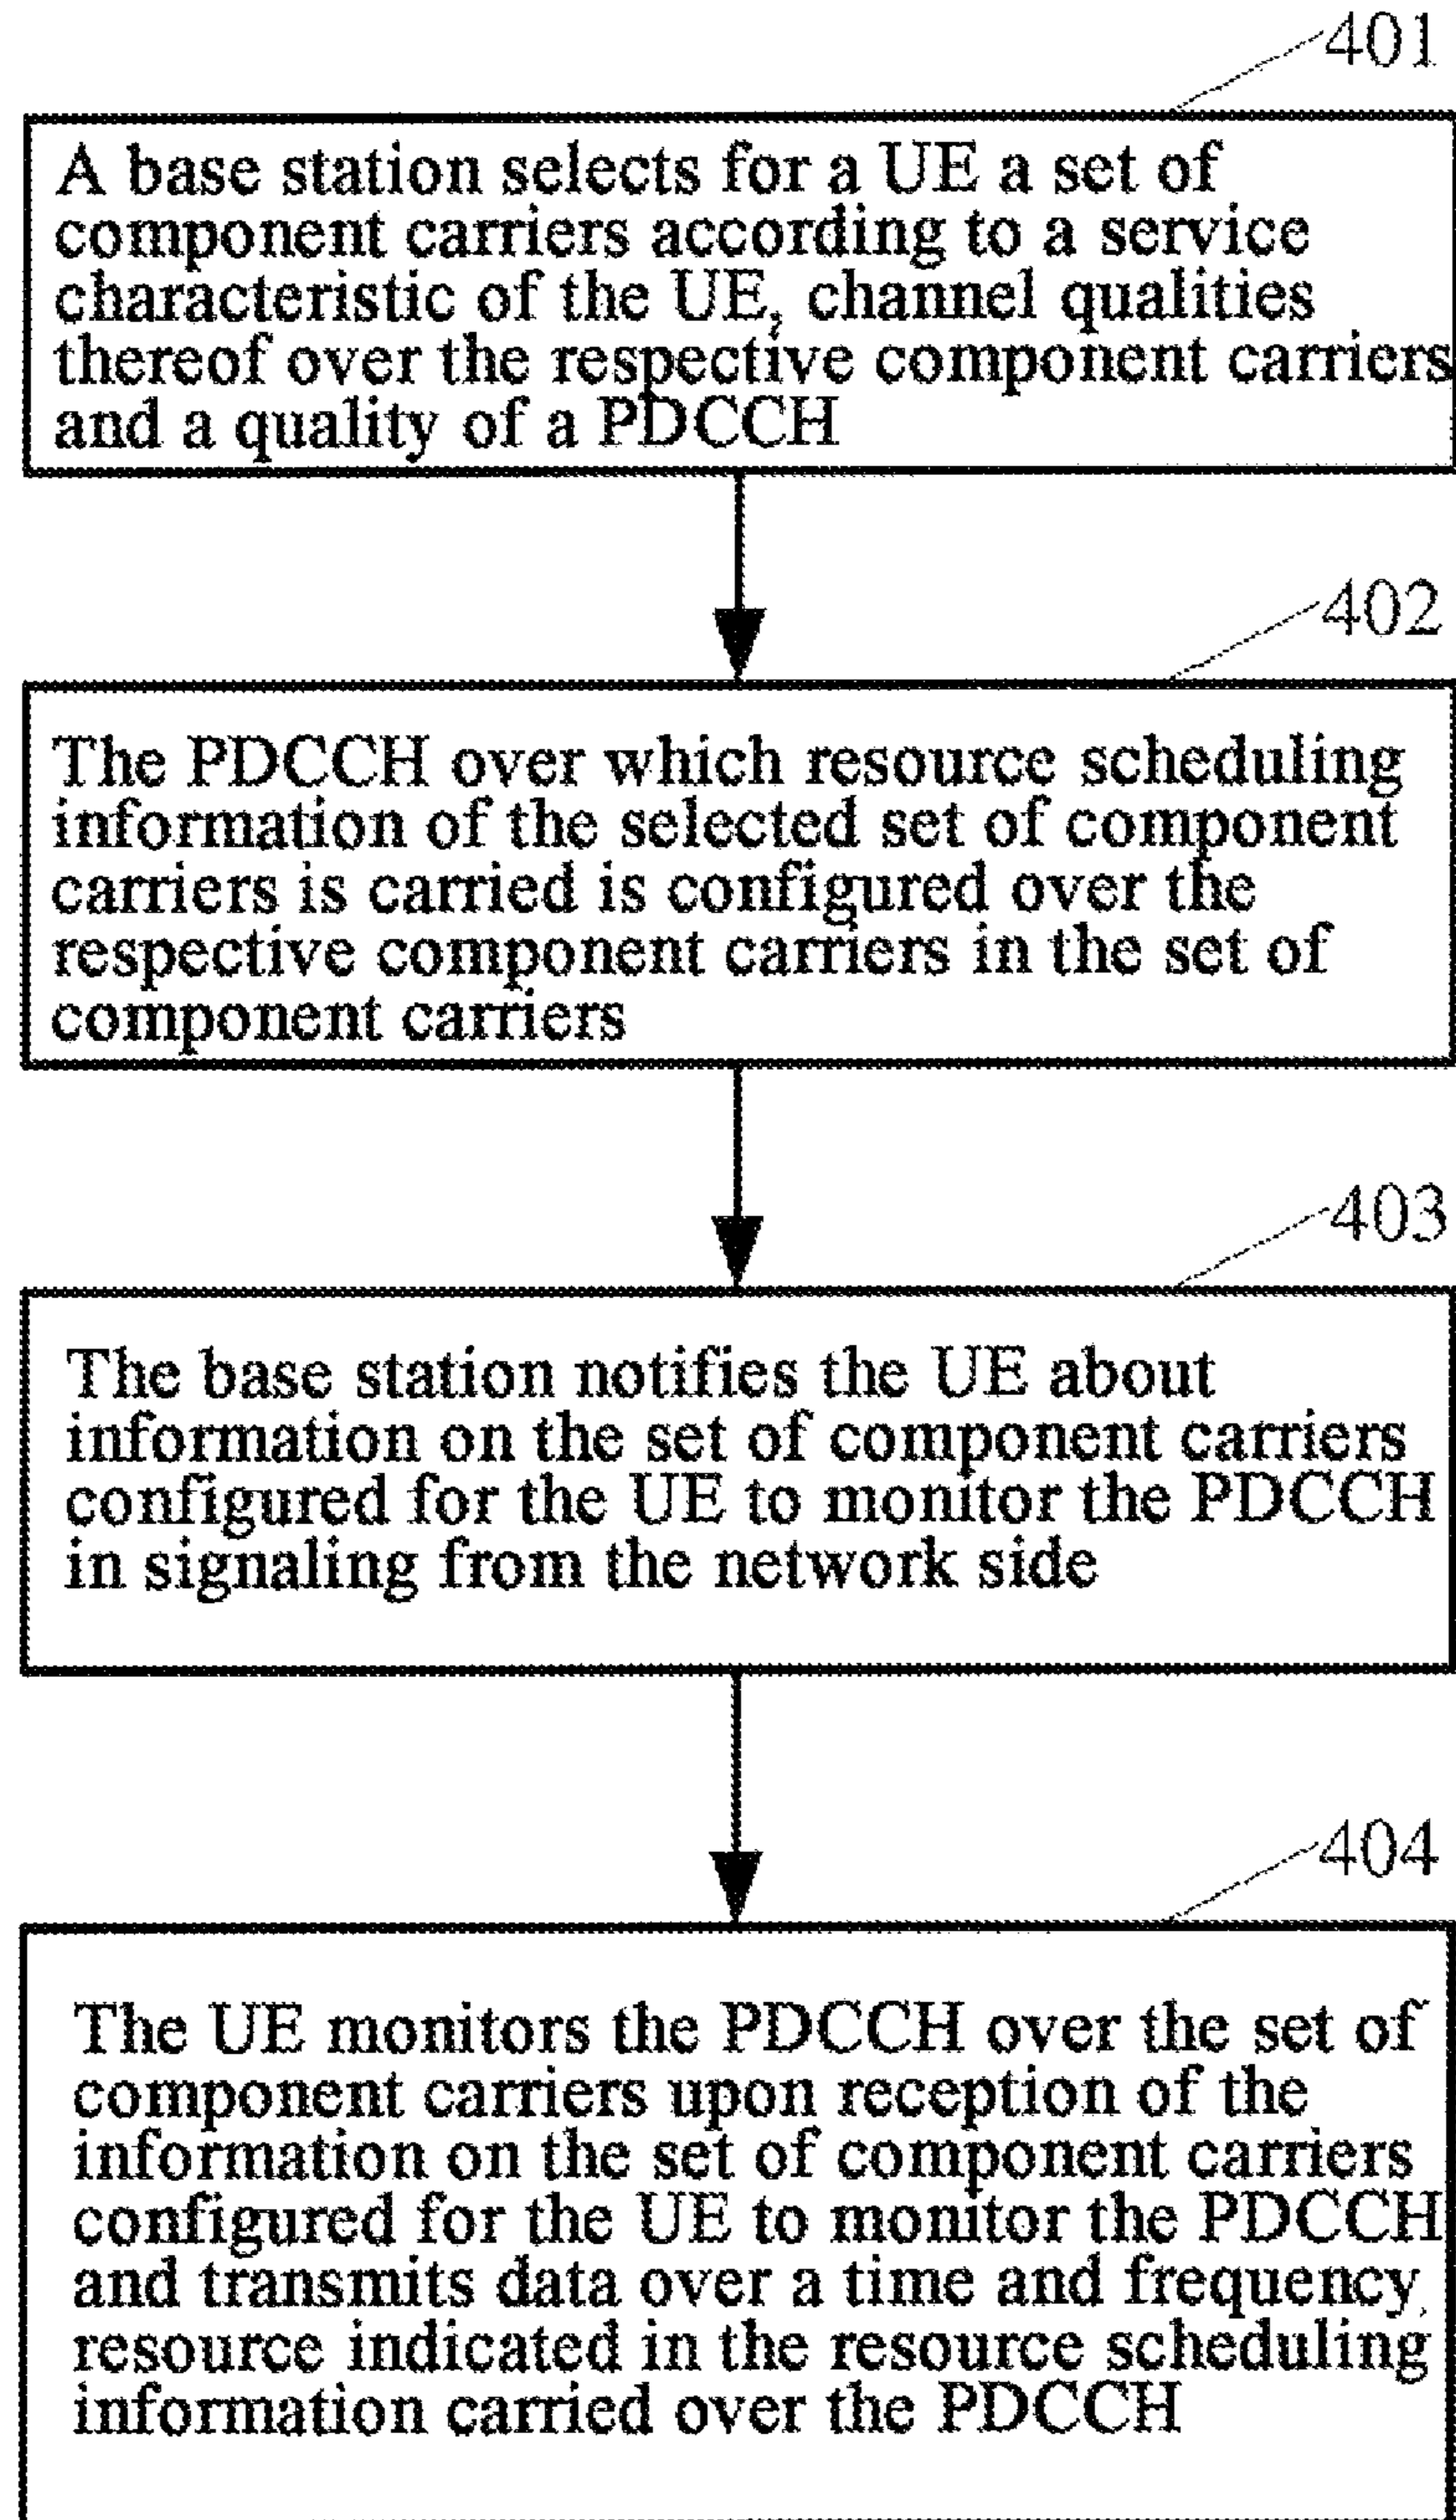 401
A base station selects for a UE a set of
component carriers according to a service
characteristic of the UE, channel qualities
thereof over the respective component carriers
and a quality of a PDCCH
402
The PDCCH over which resource scheduling
information of the selected set of component
carriers is carried is configured over the
respective component carriers in the set of
component carriers
403
The base station notifies the UE about
information on the set of component carriers
configured for the UE to monitor the PDCCH
in signaling from the network side
404
The UE monitors the PDCCH over the set of
component carriers upon reception of the
information on the set of component carriers
configured for the UE to monitor the PDCCH
and transmits data over a time and frequency
resource indicated in the resource scheduling
information carried over the PDCCH